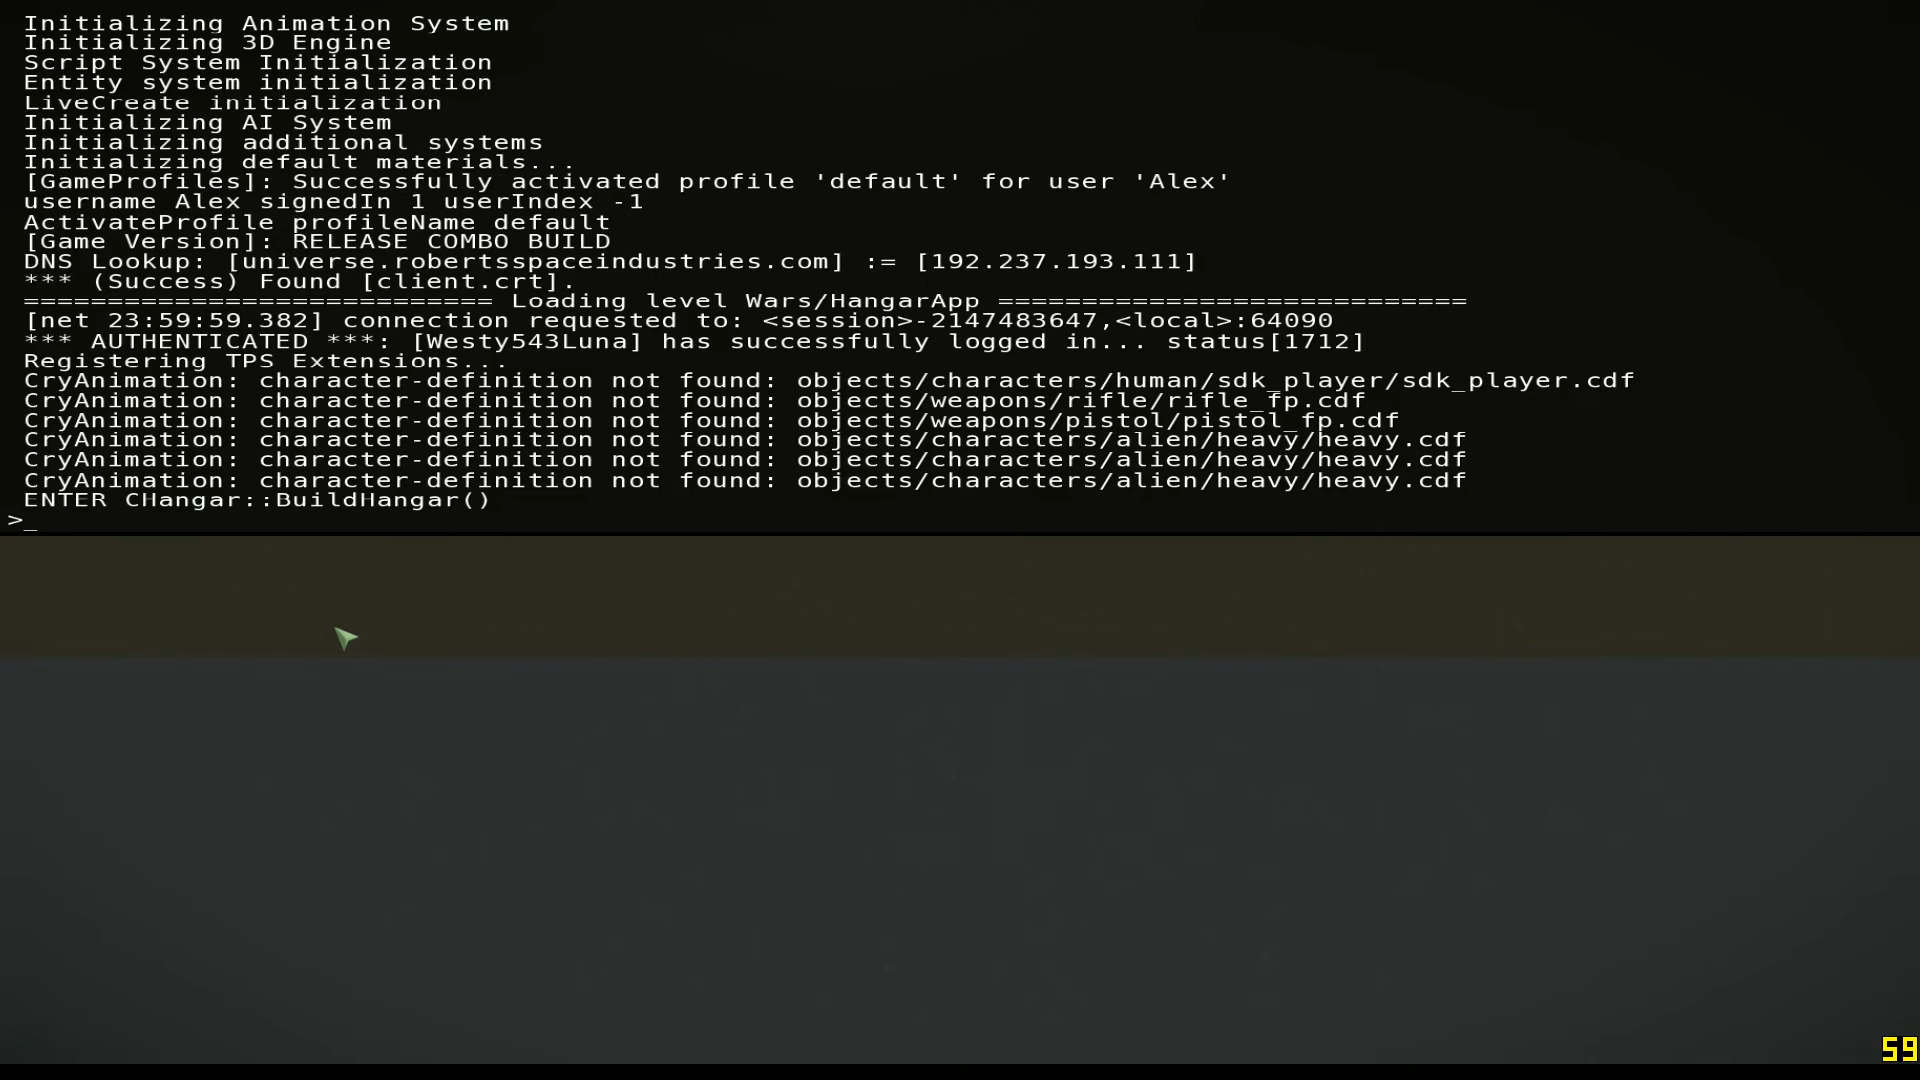 Initializing Animation System
Initializing 3D Engine
Script System Initialization
Entity system initialization
LiveCreate initialization
Initializing AI System
Initializing additional systems
Initializing default materials...
[GameProfiles]: Successfully activated profile 'default' for user 'Alex'
username Alex signedIn 1 userIndex -1
ActivateProfile profileName default
[Game Version]: RELEASE COMBO BUILD
DNS Lookup: [universe.robertsspaceindustries.com] := [192.237.193.111]
*** (Success) Found [client.crt].
============================ Loading level Wars/HangarApp ============================
[net 23:59:59.382] connection requested to: <session>-2147483647,<local>:64090
*** AUTHENTICATED ***: [Westy543Luna] has successfully logged in... status[1712]
Registering TPS Extensions...
CryAnimation: character-definition not found: objects/characters/human/sdk_player/sdk_player.cdf
CryAnimation: character-definition not found: objects/weapons/rifle/rifle_fp.cdf
CryAnimation: character-definition not found: objects/weapons/pistol/pistol_fp.cdf
CryAnimation: character-definition not found: objects/characters/alien/heavy/heavy.cdf
CryAnimation: character-definition not found: objects/characters/alien/heavy/heavy.cdf
CryAnimation: character-definition not found: objects/characters/alien/heavy/heavy.cdf
ENTER CHangar::BuildHangar()
>_
59